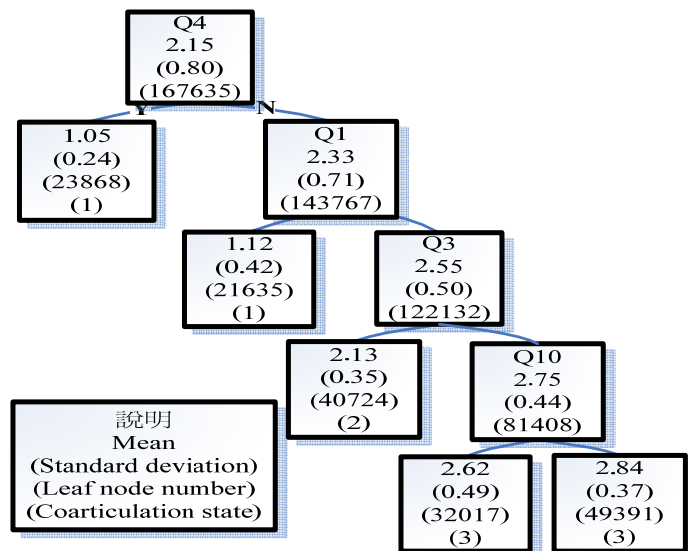 Q4
2.15
(0.80)
(167635)
Y
N
1.05
(0.24)
(23868)
(1)
Q1
2.33
(0.71)
(143767)
1.12
(0.42)
(21635)
(1)
Q3
2.55
(0.50)
(122132)
2.13
(0.35)
(40724)
(2)
Q10
2.75
(0.44)
(81408)
2.62
(0.49)
(32017)
(3)
2.84
(0.37)
(49391)
(3)
說明
Mean
(Standard deviation)
(Leaf node number)
(Coarticulation state)